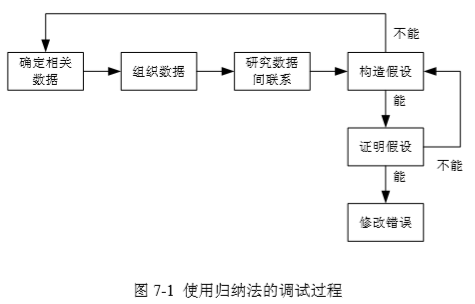 不能
确定相关
数据
组织数据
研究数据
间联系
构造假设
能
证明假设
不能
能
修改错误
图 7-1 使用归纳法的调试过程